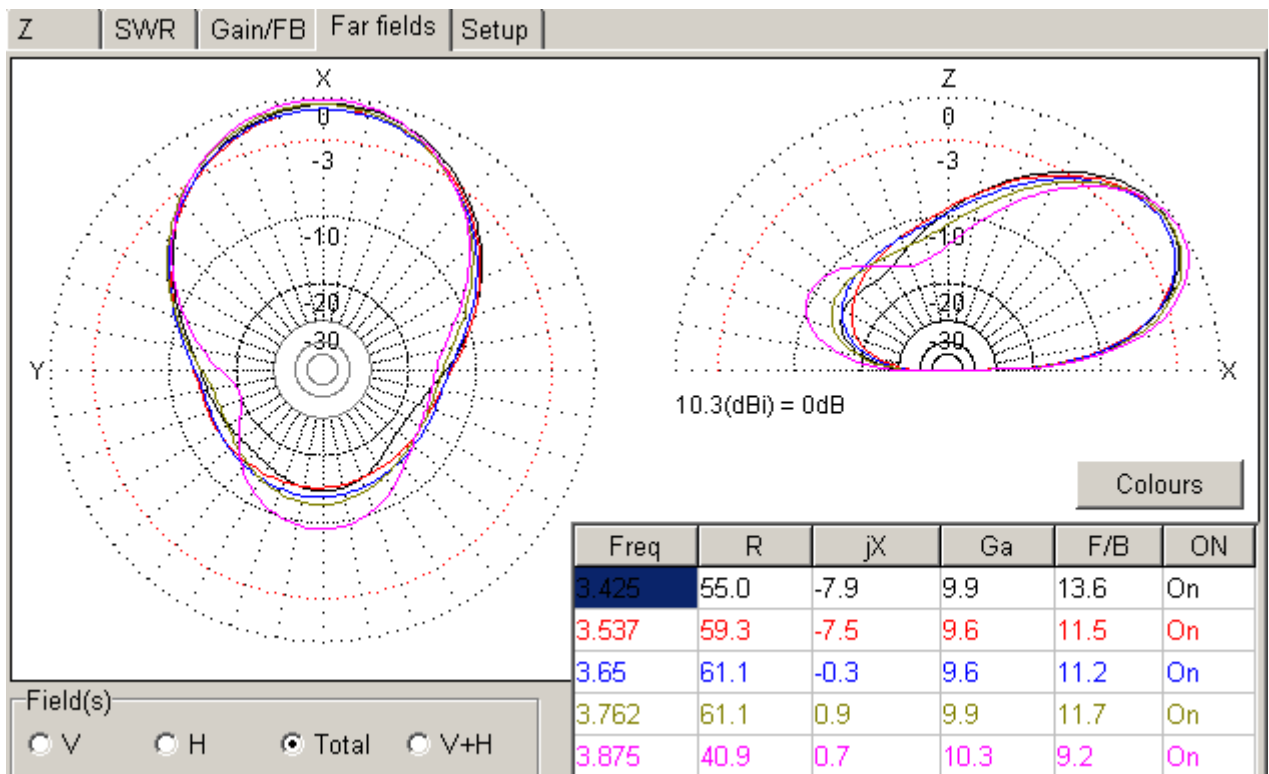 Z SWR Gain/FB Far fields Setup
X
0
-3
-10
-20
-30
Y
Z
0
-3
-10
-20
-30
X
10.3(dBi) = 0dB
Colours
Freq R jX Ga F/B ON
3.425 55.0 -7.9 9.9 13.6 On
3.537 59.3 -7.5 9.6 11.5 On
3.65 61.1 -0.3 9.6 11.2 On
3.762 61.1 0.9 9.9 11.7 On
3.875 40.9 0.7 10.3 9.2 On
Field(s)
V H Total V+H